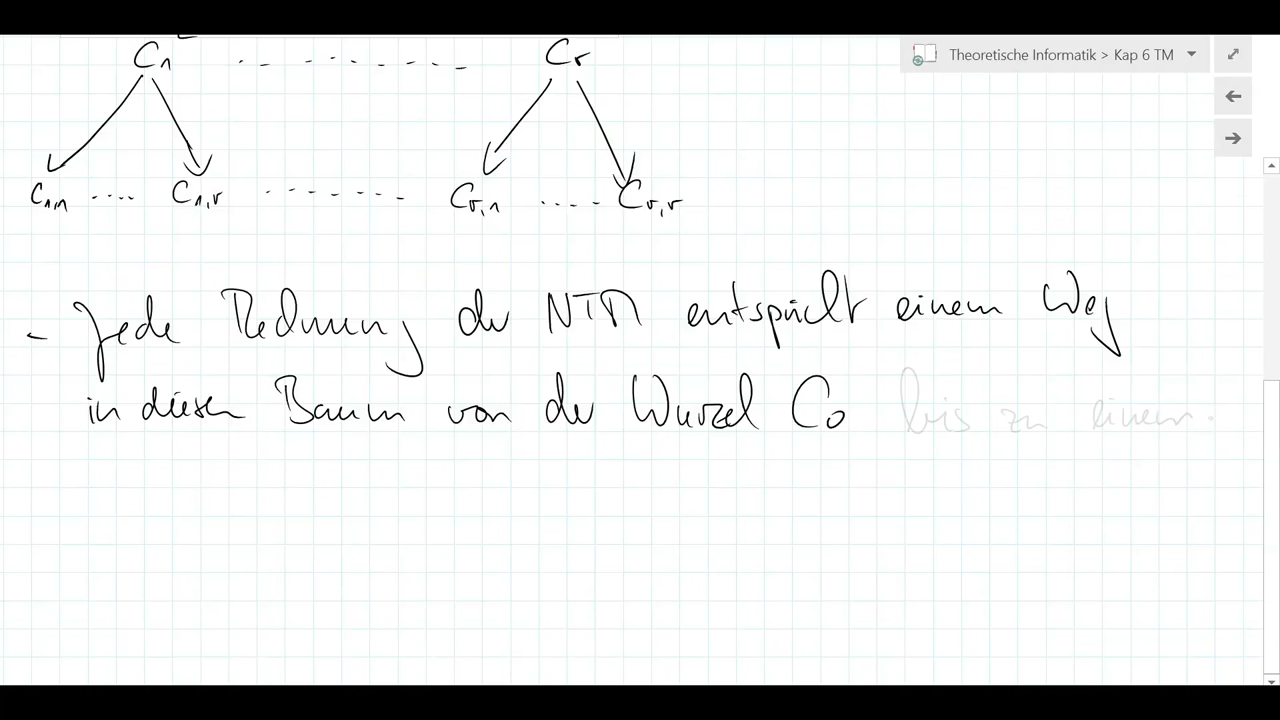 C1 . - - - - - - - Cr
Theoretische Informatik > Kap 6 TM
C1,1 .... C1,r - - - - - - - - Cr,1 ..... Cr,r
- Jede Rechnung der NTM entspricht einem Weg
in diesem Baum von der Wurzel C0 bis zu einem